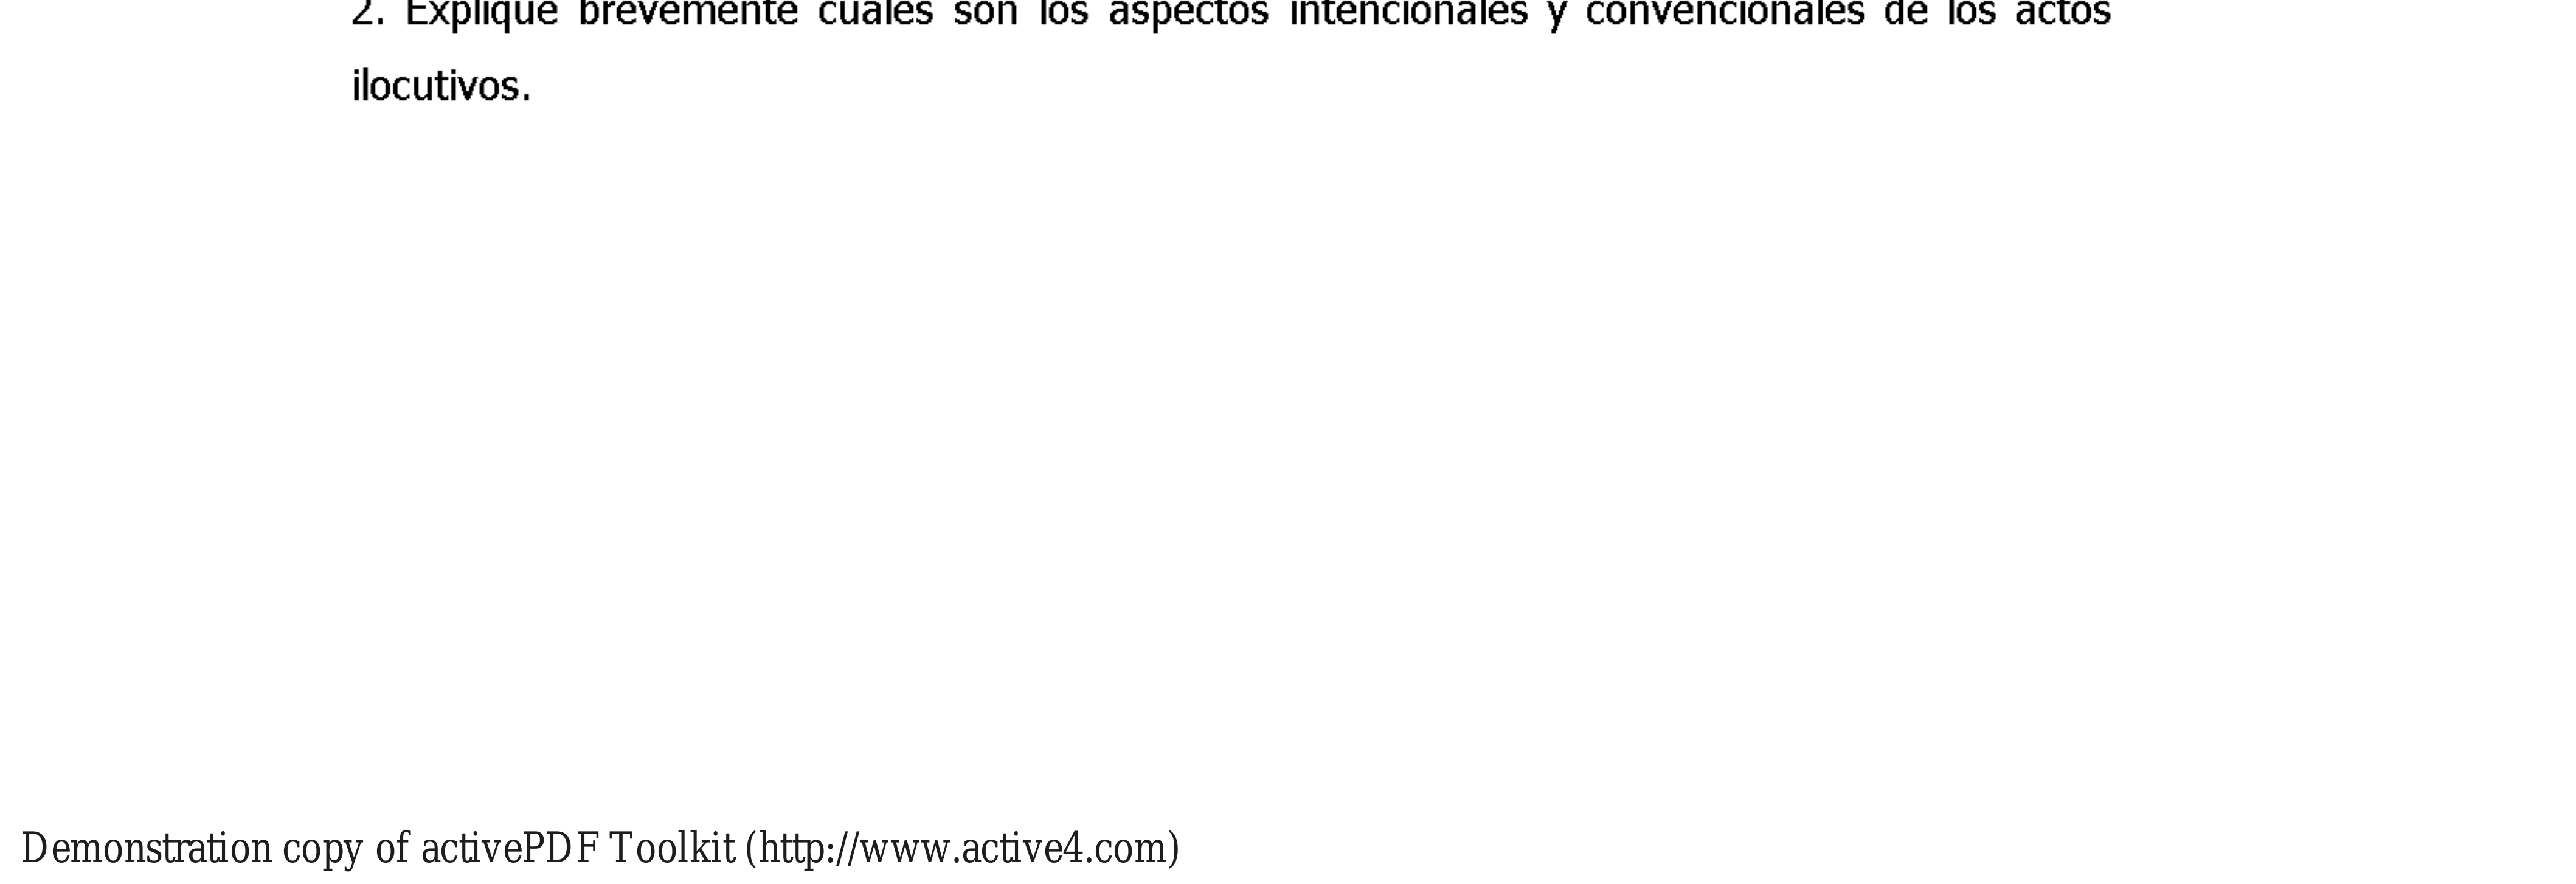 2. Explique brevemente cuáles son los aspectos intencionales y convencionales de los actos
ilocutivos.
Demonstration copy of activePDF Toolkit (http://www.active4.com)